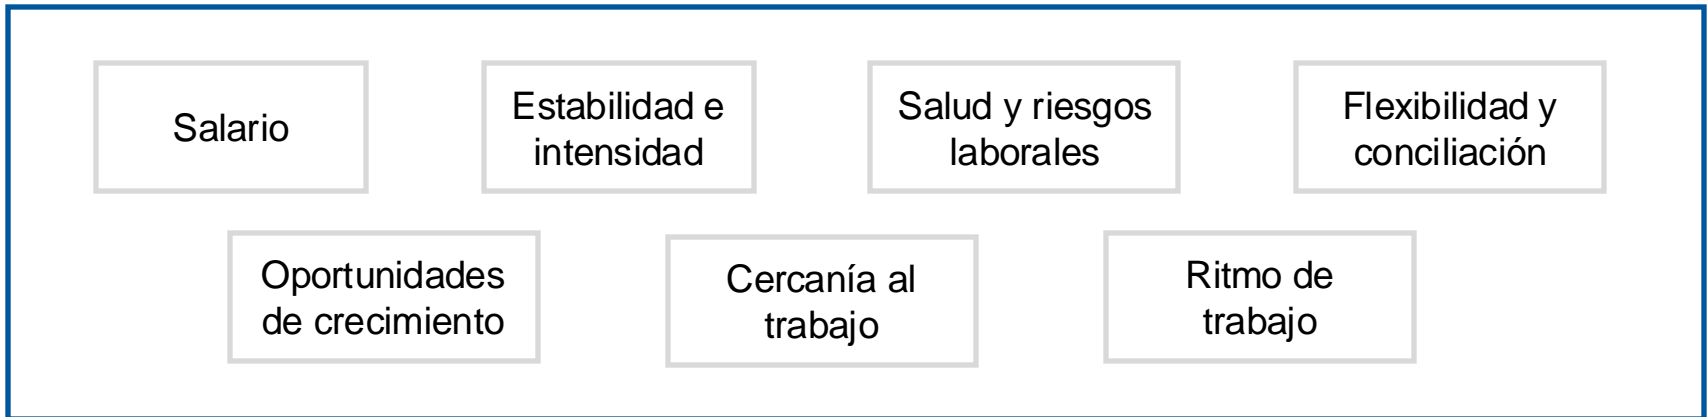 Salario
Estabilidad e
intensidad
Salud y riesgos
laborales
Flexibilidad y
conciliación
Oportunidades
de crecimiento
Cercanía al
trabajo
Ritmo de
trabajo